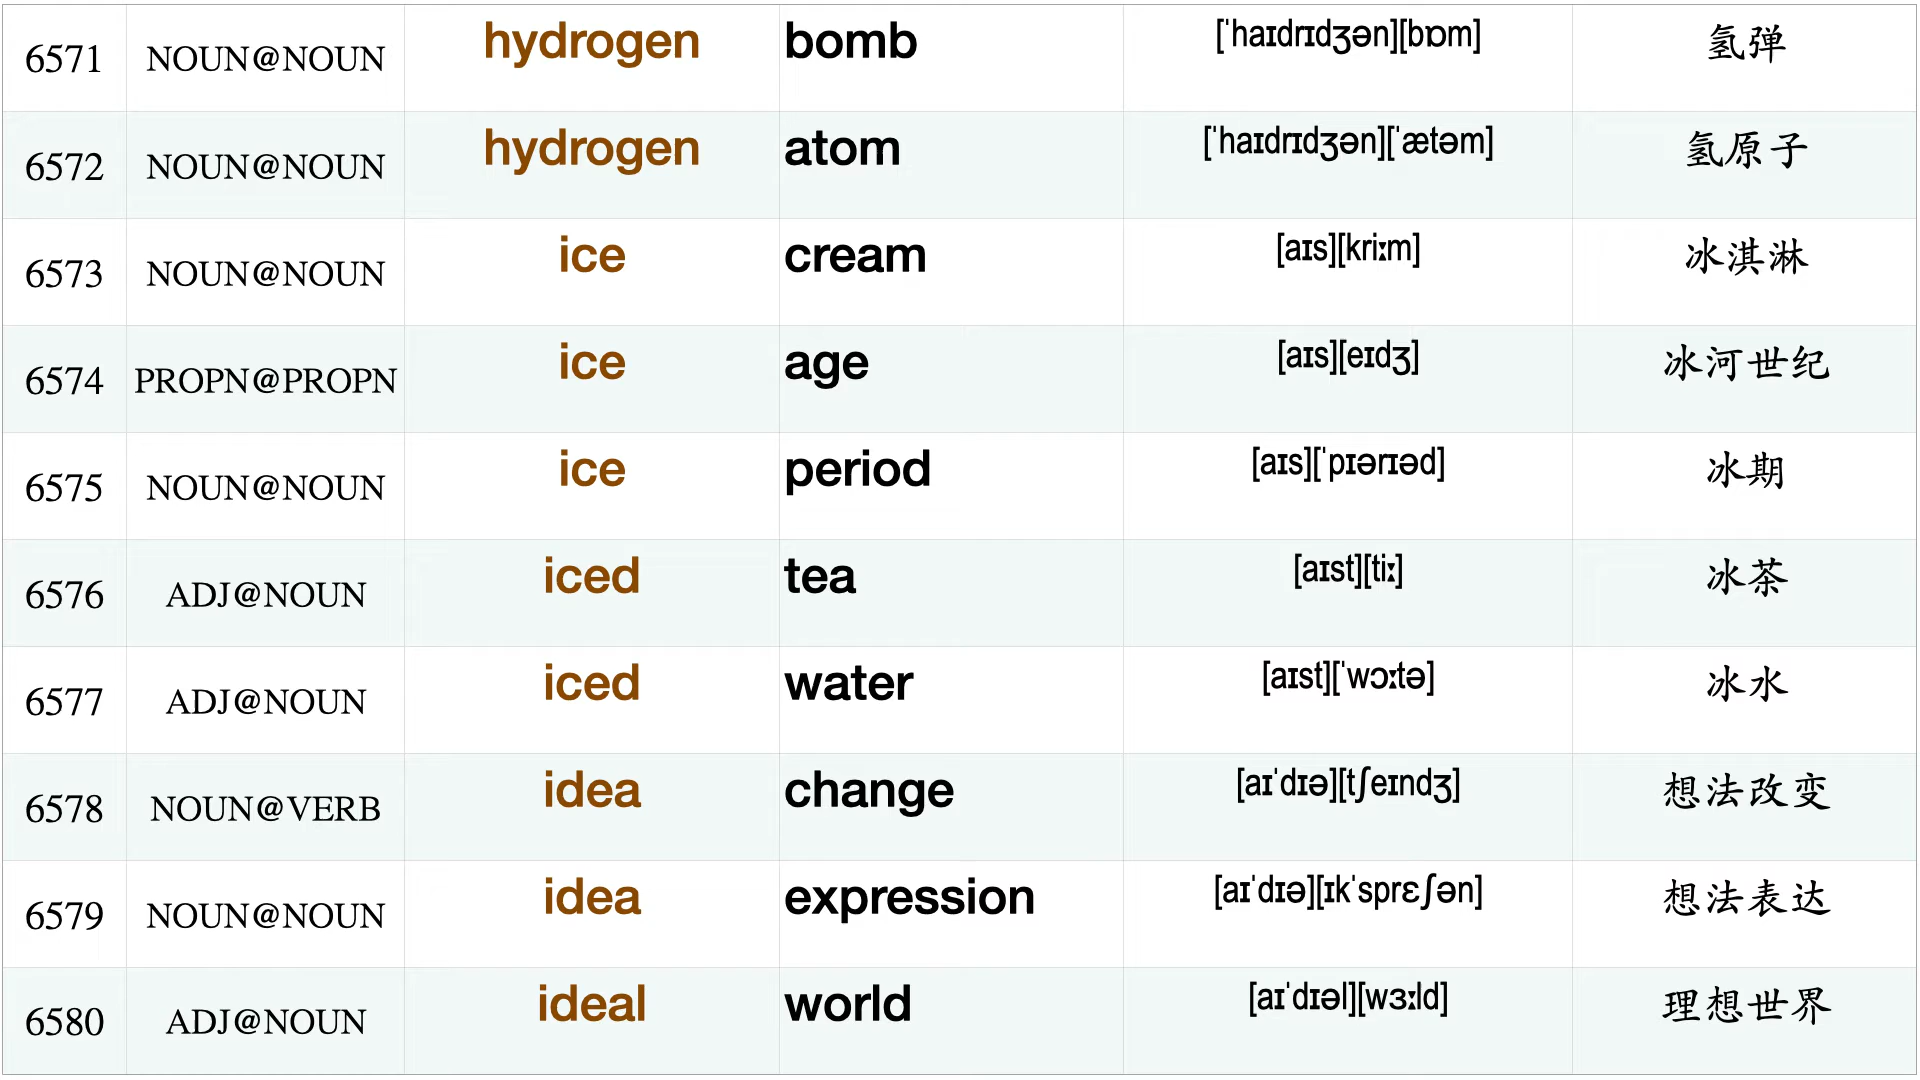 6571 NOUN@NOUN hydrogen bomb [ˈhaɪdrɪdʒən][bɒm] 氢弹
6572 NOUN@NOUN hydrogen atom [ˈhaɪdrɪdʒən][ˈætəm] 氢原子
6573 NOUN@NOUN ice cream [aɪs][kriːm] 冰淇淋
6574 PROPN@PROPN ice age [aɪs][eɪdʒ] 冰河世纪
6575 NOUN@NOUN ice period [aɪs][ˈpɪərɪəd] 冰期
6576 ADJ@NOUN iced tea [aɪst][tiː] 冰茶
6577 ADJ@NOUN iced water [aɪst][ˈwɔːtə] 冰水
6578 NOUN@VERB idea change [aɪˈdɪə][tʃeɪndʒ] 想法改变
6579 NOUN@NOUN idea expression [aɪˈdɪə][ɪkˈsprɛʃən] 想法表达
6580 ADJ@NOUN ideal world [aɪˈdɪəl][wɜːld] 理想世界